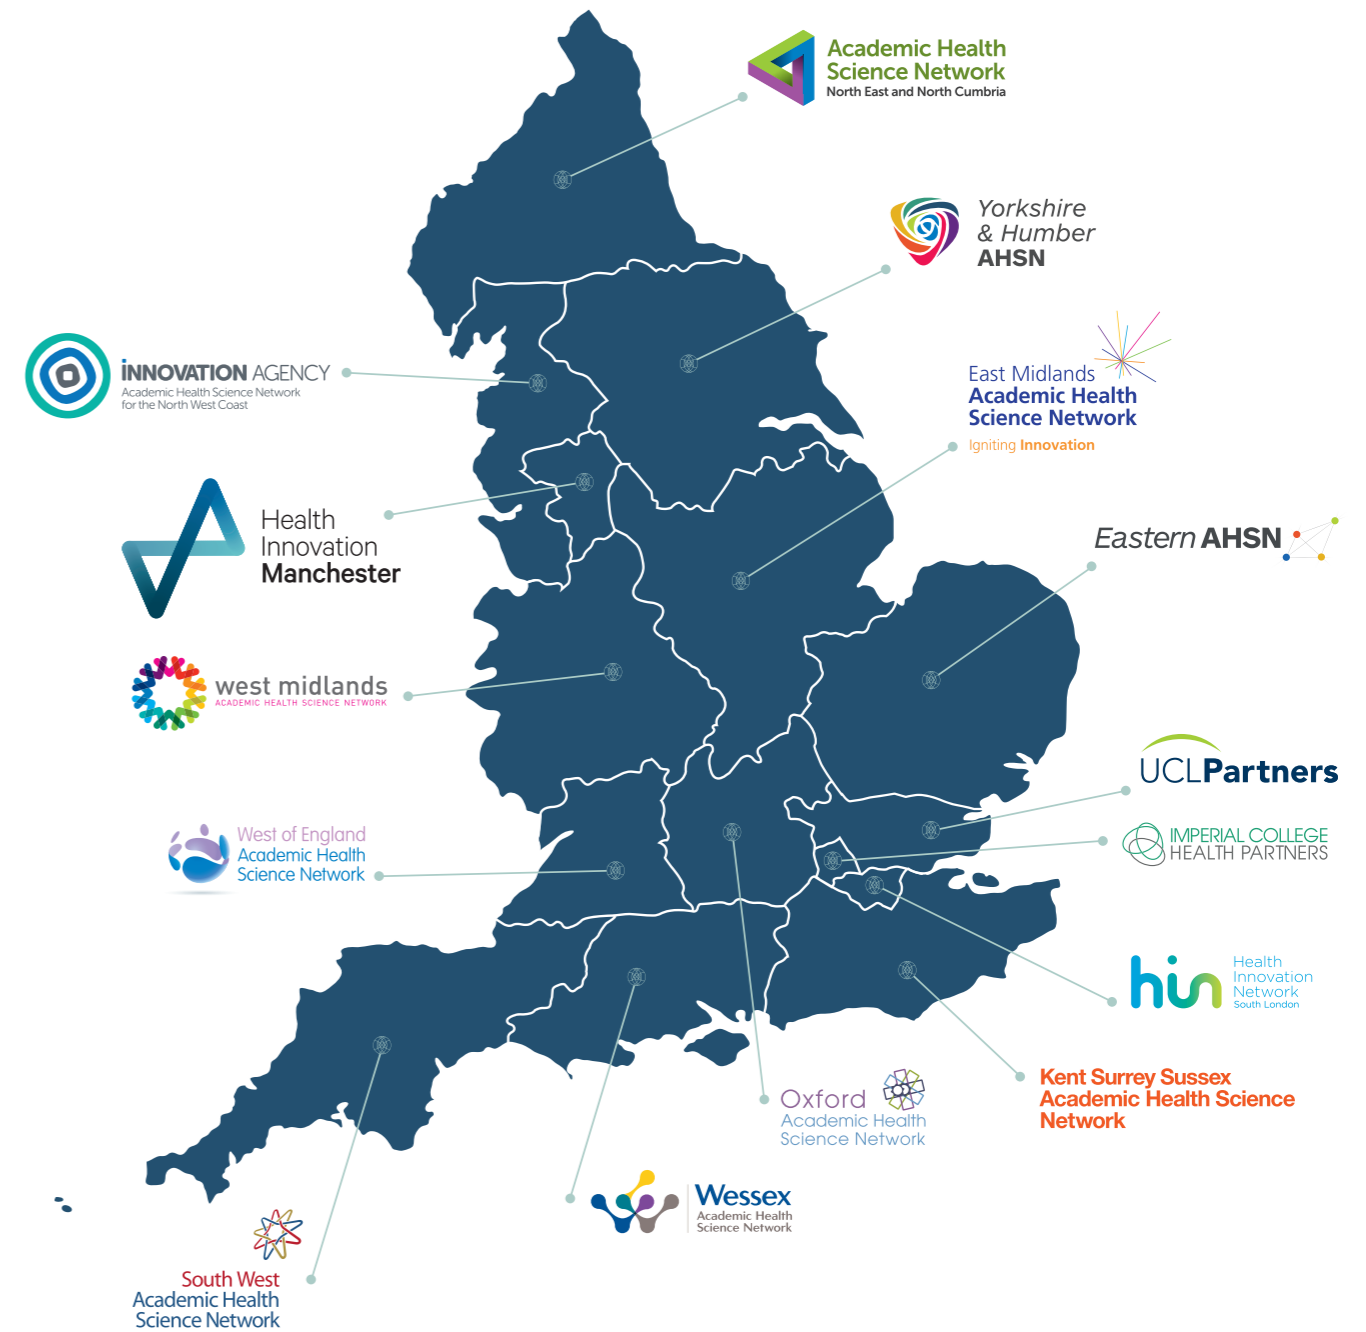 Academic Health
Science Network
North East and North Cumbria
Yorkshire
& Humber
AHSN
iNNOVATION AGENCY
Academic Health Science Network
for the North West Coast
East Midlands
Academic Health
Science Network
Igniting Innovation
Health
Innovation
Manchester
Eastern AHSN
west midlands
ACADEMIC HEALTH SCIENCE NETWORK
UCLPartners
West of England
Academic Health
Science Network
IMPERIAL COLLEGE
HEALTH PARTNERS
hin
Health
Innovation
Network
South London
Kent Surrey Sussex
Academic Health Science
Network
Oxford
Academic Health
Science Network
Wessex
Academic Health
Science Network
South West
Academic Health
Science Network